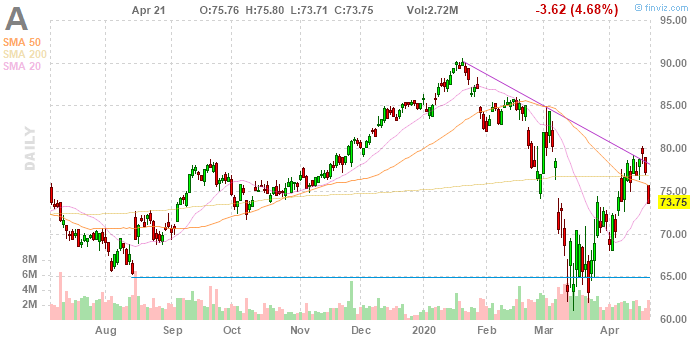 A
Apr 21 O:75.76 H:75.80 L:73.71 C:73.75 Vol:2.72M -3.62 (4.68%)
© finviz.com
SMA 50
SMA 200
SMA 20
DAILY
95.00
90.00
85.00
80.00
75.00
73.75
70.00
65.00
60.00
8M
6M
4M
2M
Aug Sep Oct Nov Dec 2020 Feb Mar Apr